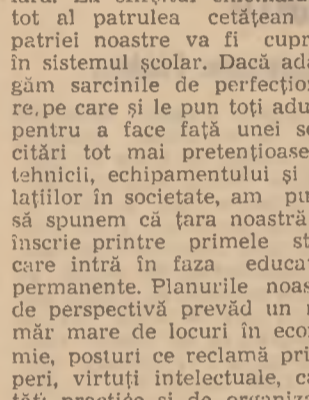 tot al patrulea cetățean
patriei noastre va fi cupr
în sistemul școlar. Dacă ada
găm sarcinile de perfecțio
re, pe care și le pun toți adu
pentru a face față unei so
citări tot mai pretențioase
tehnicii, echipamentului și
lațiilor în societate, am pu
să spunem că țara noastră
înscrie printre primele st
care intră în faza educa
permanente. Planurile noas
de perspectivă prevăd un n
măr mare de locuri în eco
mie, posturi ce reclamă pri
peri, virtuți intelectuale, c